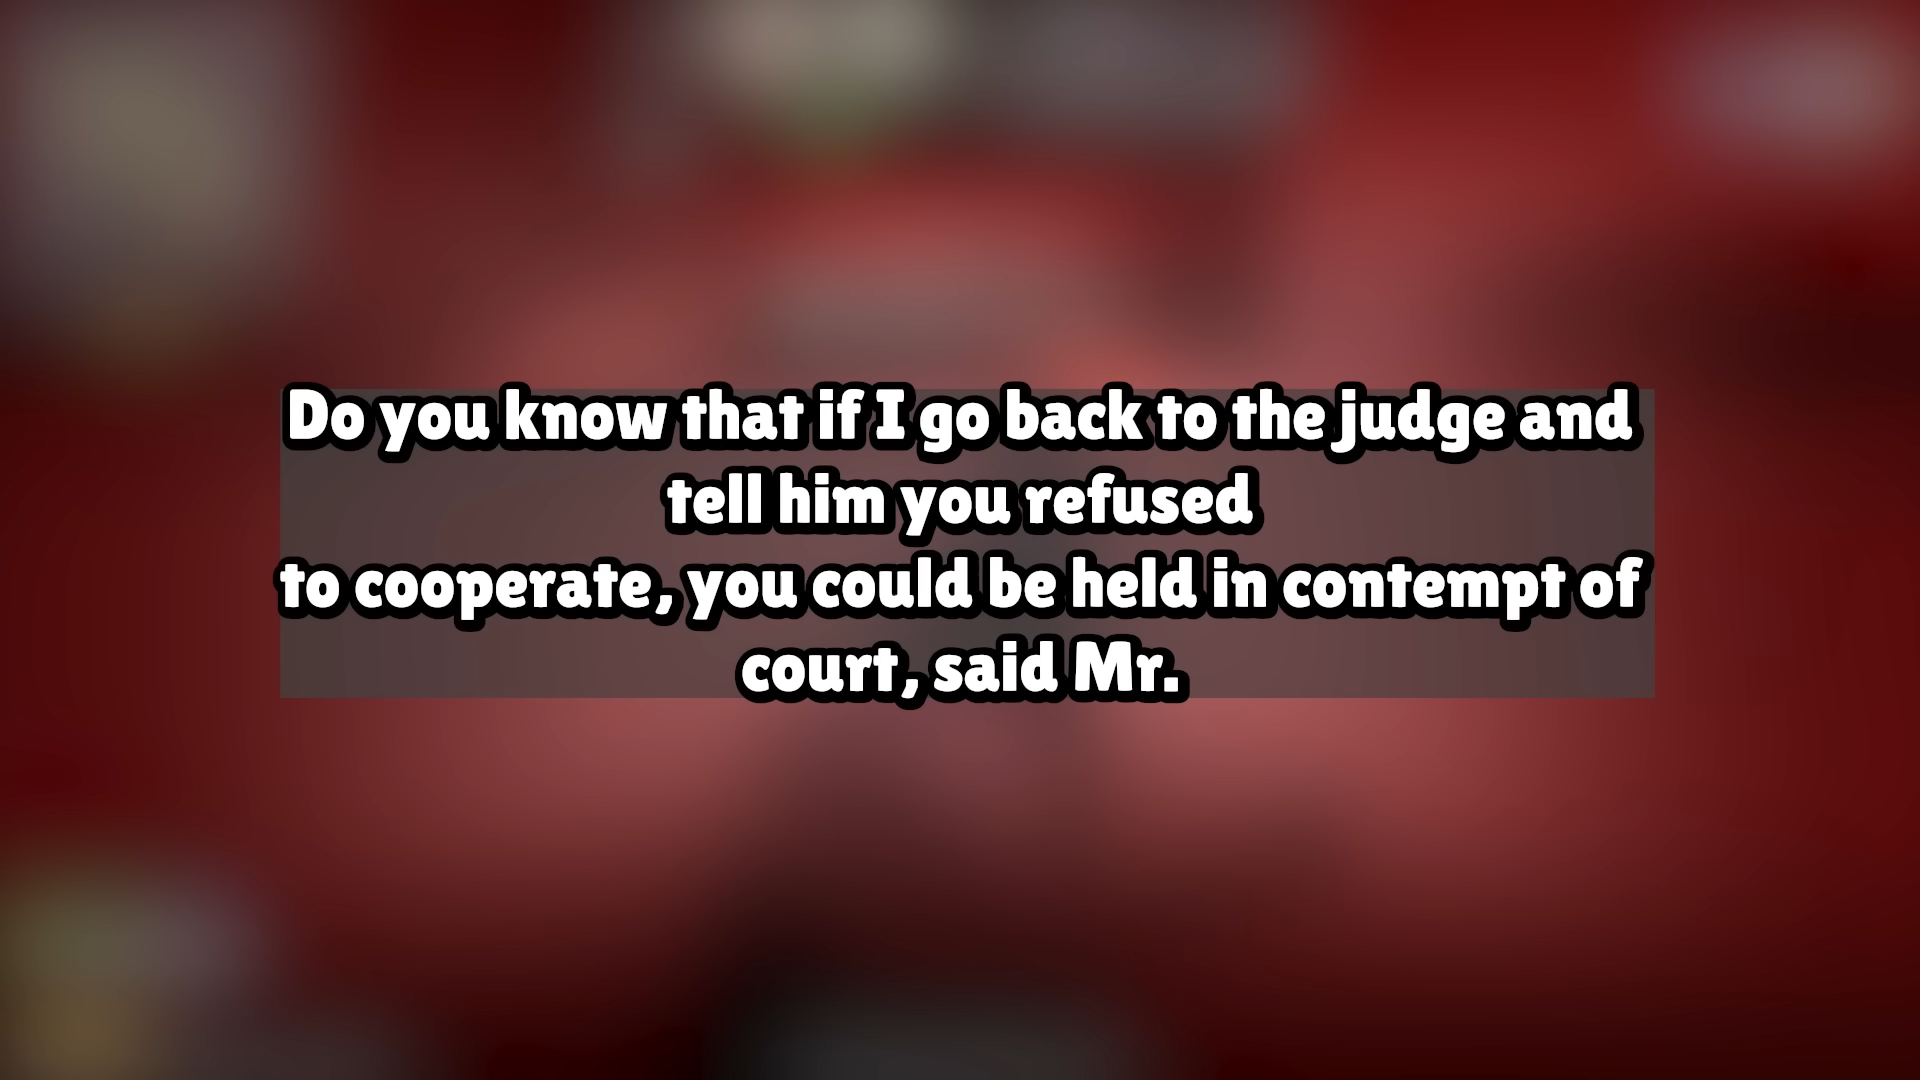 Do you know that if I go back to the judge and
tell him you refused
to cooperate, you could be held in contempt of
court, said Mr.